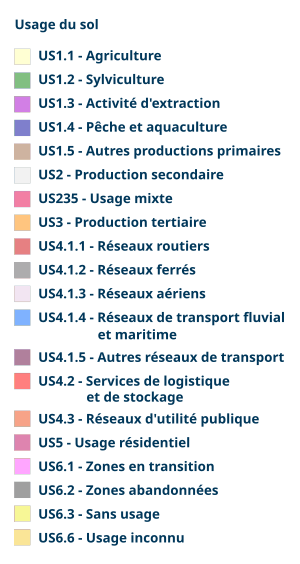 Usage du sol
US1.1 - Agriculture
US1.2 - Sylviculture
US1.3 - Activité d'extraction
US1.4 - Pêche et aquaculture
US1.5 - Autres productions primaires
US2 - Production secondaire
US235 - Usage mixte
US3 - Production tertiaire
US4.1.1 - Réseaux routiers
US4.1.2 - Réseaux ferrés
US4.1.3 - Réseaux aériens
US4.1.4 - Réseaux de transport fluvial
et maritime
US4.1.5 - Autres réseaux de transport
US4.2 - Services de logistique
et de stockage
US4.3 - Réseaux d'utilité publique
US5 - Usage résidentiel
US6.1 - Zones en transition
US6.2 - Zones abandonnées
US6.3 - Sans usage
US6.6 - Usage inconnu